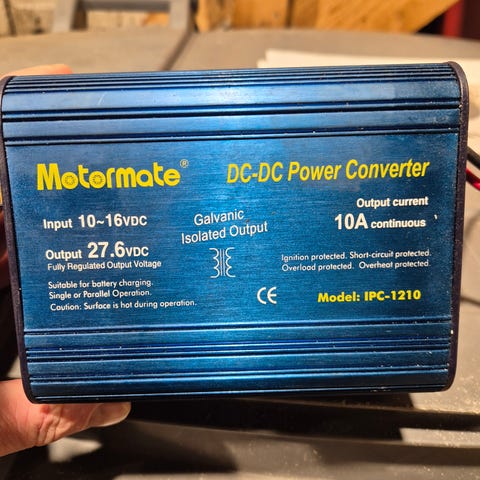 Motormate®
DC-DC Power Converter
Input 10~16VDC
Output 27.6VDC
Fully Regulated Output Voltage
Suitable for battery charging.
Single or Parallel Operation.
Caution: Surface is hot during operation.
Galvanic
Isolated Output
CE
Output current
10A continuous
Ignition protected. Short-circuit protected.
Overload protected. Overheat protected.
Model: IPC-1210